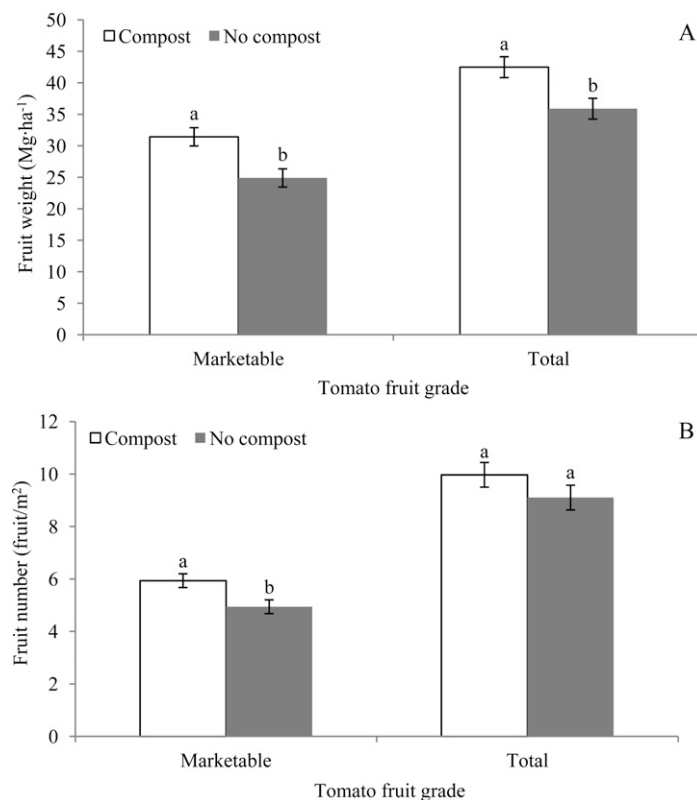 A
Compost No compost
Fruit weight (Mg·ha⁻¹)
50
45
40
35
30
25
20
15
10
5
0
a
b
a
b
Marketable Total
Tomato fruit grade
B
Compost No compost
Fruit number (fruit/m²)
12
10
8
6
4
2
0
a
b
a
a
Marketable Total
Tomato fruit grade